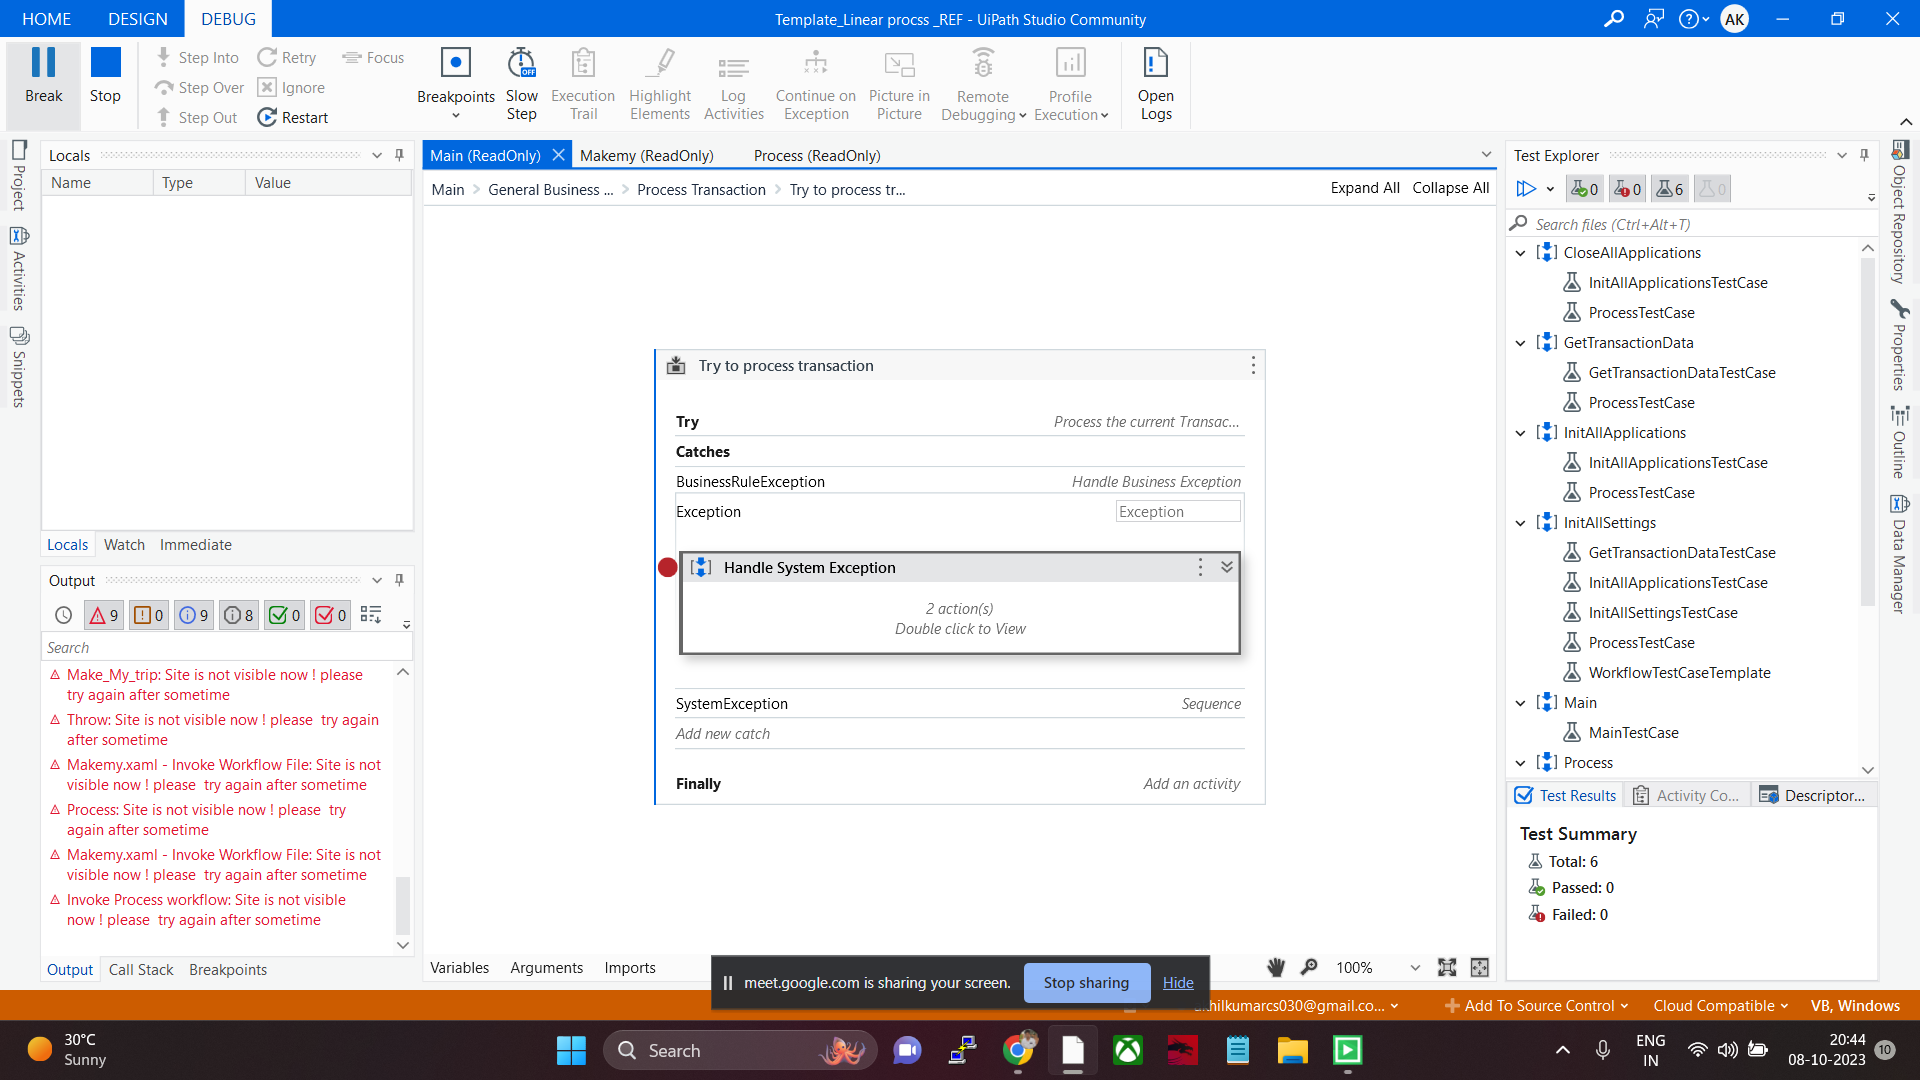 HOME DESIGN DEBUG
Template_Linear procss _REF - UiPath Studio Community
AK
Break
Stop
Step Into
Step Over
Step Out
Retry
Ignore
Restart
Focus
Breakpoints
Slow
Step
OFF
Execution
Trail
Highlight
Elements
Log
Activities
Continue on
Exception
Picture in
Picture
Remote
Debugging
Profile
Execution
Open
Logs
Project
Activities
Snippets
Locals
Name Type Value
Locals Watch Immediate
Output
9 0 9 8 0 0
Search
Make_My_trip: Site is not visible now ! please
try again after sometime
Throw: Site is not visible now ! please  try again
after sometime
Makemy.xaml - Invoke Workflow File: Site is not
visible now ! please  try again after sometime
Process: Site is not visible now ! please  try
again after sometime
Makemy.xaml - Invoke Workflow File: Site is not
visible now ! please  try again after sometime
Invoke Process workflow: Site is not visible
now ! please  try again after sometime
Output Call Stack Breakpoints
Main (ReadOnly) Makemy (ReadOnly) Process (ReadOnly)
Main > General Business ... > Process Transaction > Try to process tr...
Expand All Collapse All
Try to process transaction
Try Process the current Transac...
Catches
BusinessRuleException Handle Business Exception
Exception Exception
Handle System Exception
2 action(s)
Double click to View
SystemException Sequence
Add new catch
Finally Add an activity
Variables Arguments Imports
100%
Test Explorer
0 0 6 0
Search files (Ctrl+Alt+T)
CloseAllApplications
InitAllApplicationsTestCase
ProcessTestCase
GetTransactionData
GetTransactionDataTestCase
ProcessTestCase
InitAllApplications
InitAllApplicationsTestCase
ProcessTestCase
InitAllSettings
GetTransactionDataTestCase
InitAllApplicationsTestCase
InitAllSettingsTestCase
ProcessTestCase
WorkflowTestCaseTemplate
Main
MainTestCase
Process
Test Results Activity Co... Descriptor...
Test Summary
Total: 6
Passed: 0
Failed: 0
Object Repository
Properties
Outline
Data Manager
meet.google.com is sharing your screen. Stop sharing Hide
hilkumarcs030@gmail.co...
Add To Source Control
Cloud Compatible
VB, Windows
30°C
Sunny
Search
ENG
IN
20:44
08-10-2023
10